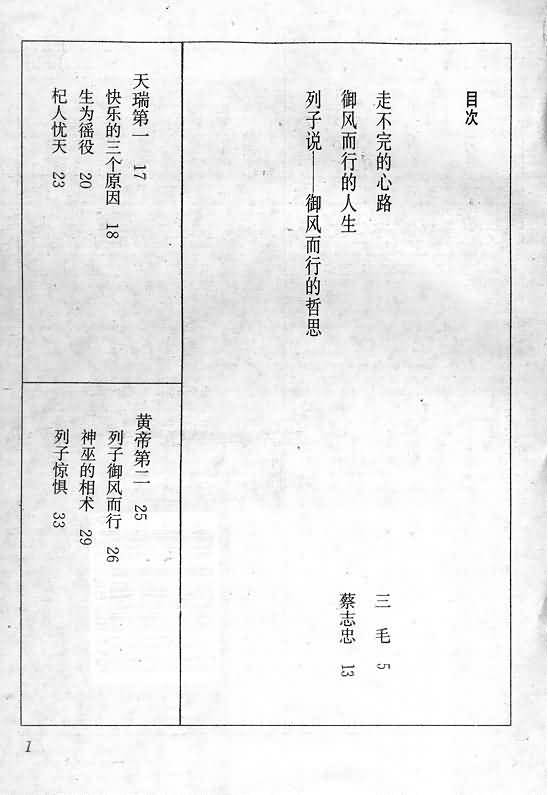 目次
走不完的心路 三 毛 5
御风而行的人生 蔡志忠 13
列子说——御风而行的哲思
天瑞第一 17
快乐的三个原因 18
生为徭役 20
杞人忧天 23
黄帝第二 25
列子御风而行 26
神巫的相术 29
列子惊惧 33
1